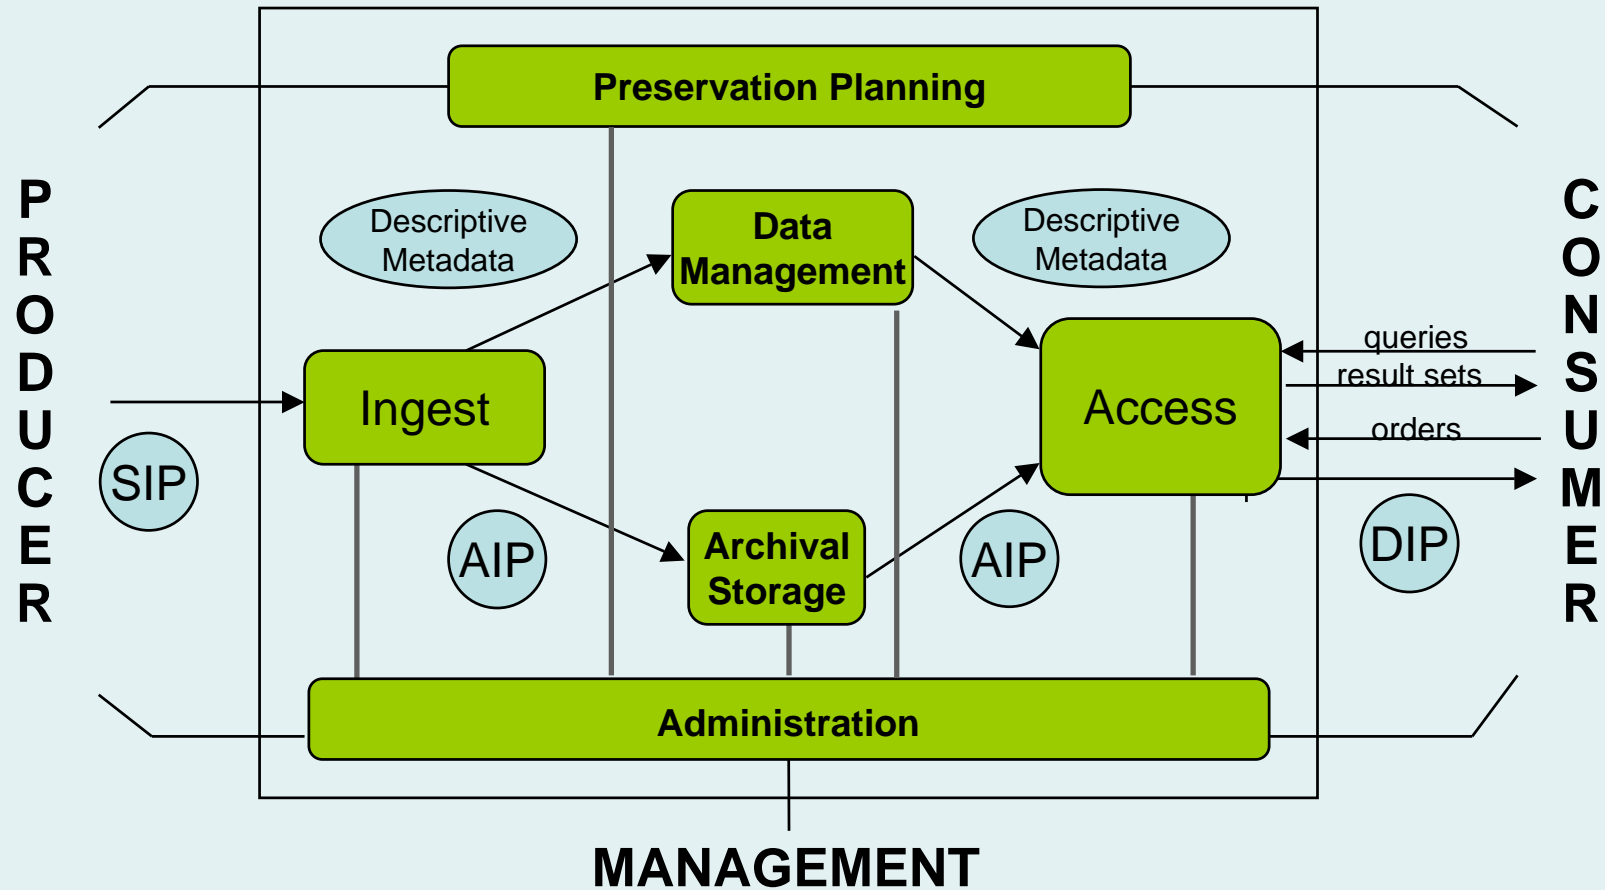 Preservation Planning
PRODUCER
Descriptive
Metadata
Data
Management
Descriptive
Metadata
CONSUMER
queries
result sets
orders
Ingest
Access
SIP
AIP
Archival
Storage
AIP
DIP
Administration
MANAGEMENT